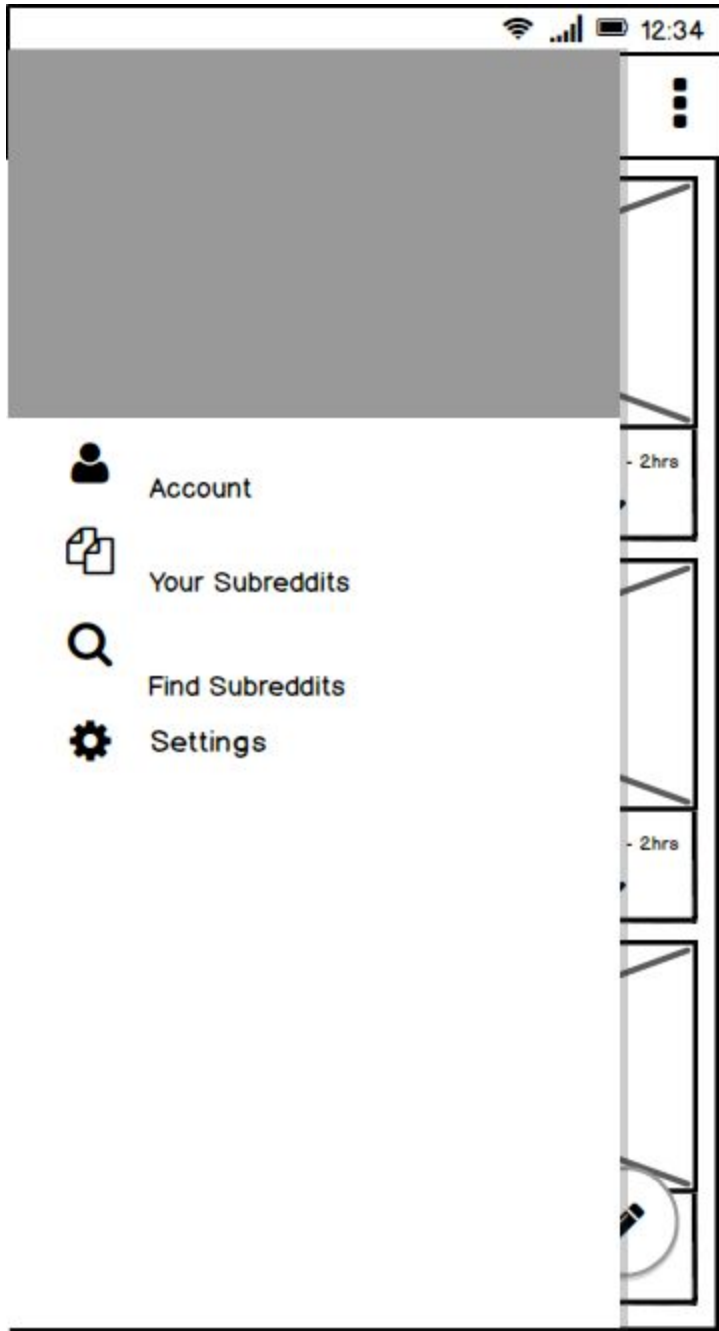 12:34
- 2hrs
Account
Your Subreddits
Find Subreddits
Settings
- 2hrs